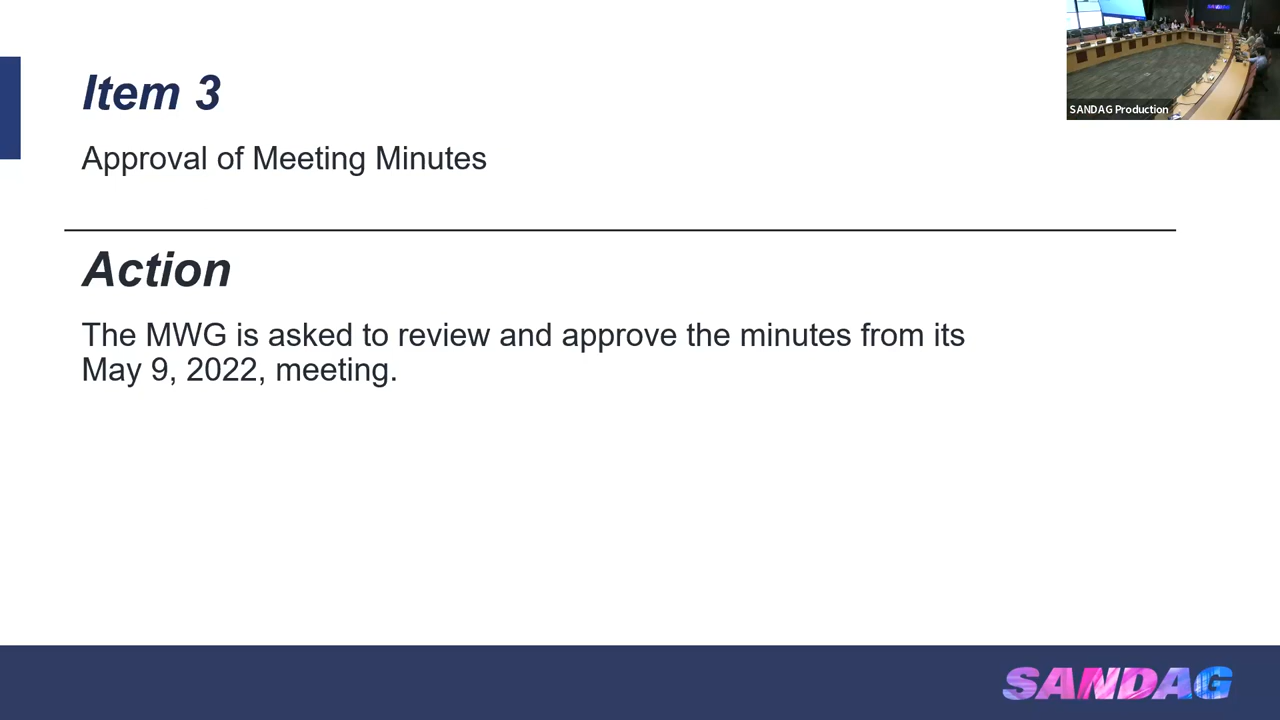 Item 3
Approval of Meeting Minutes
Action
The MWG is asked to review and approve the minutes from its
May 9, 2022, meeting.
SANDAG Production
SANDAG